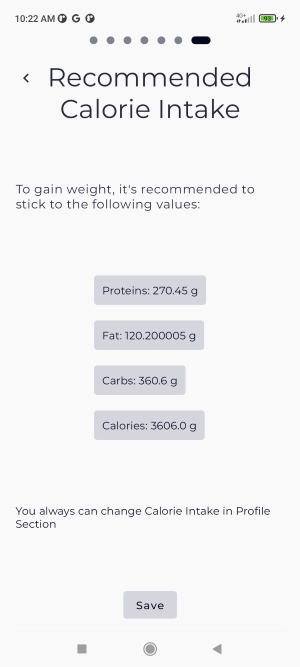 10:22 AM
4G+
93
Recommended
Calorie Intake
To gain weight, it's recommended to
stick to the following values:
Proteins: 270.45 g
Fat: 120.200005 g
Carbs: 360.6 g
Calories: 3606.0 g
You always can change Calorie Intake in Profile
Section
Save